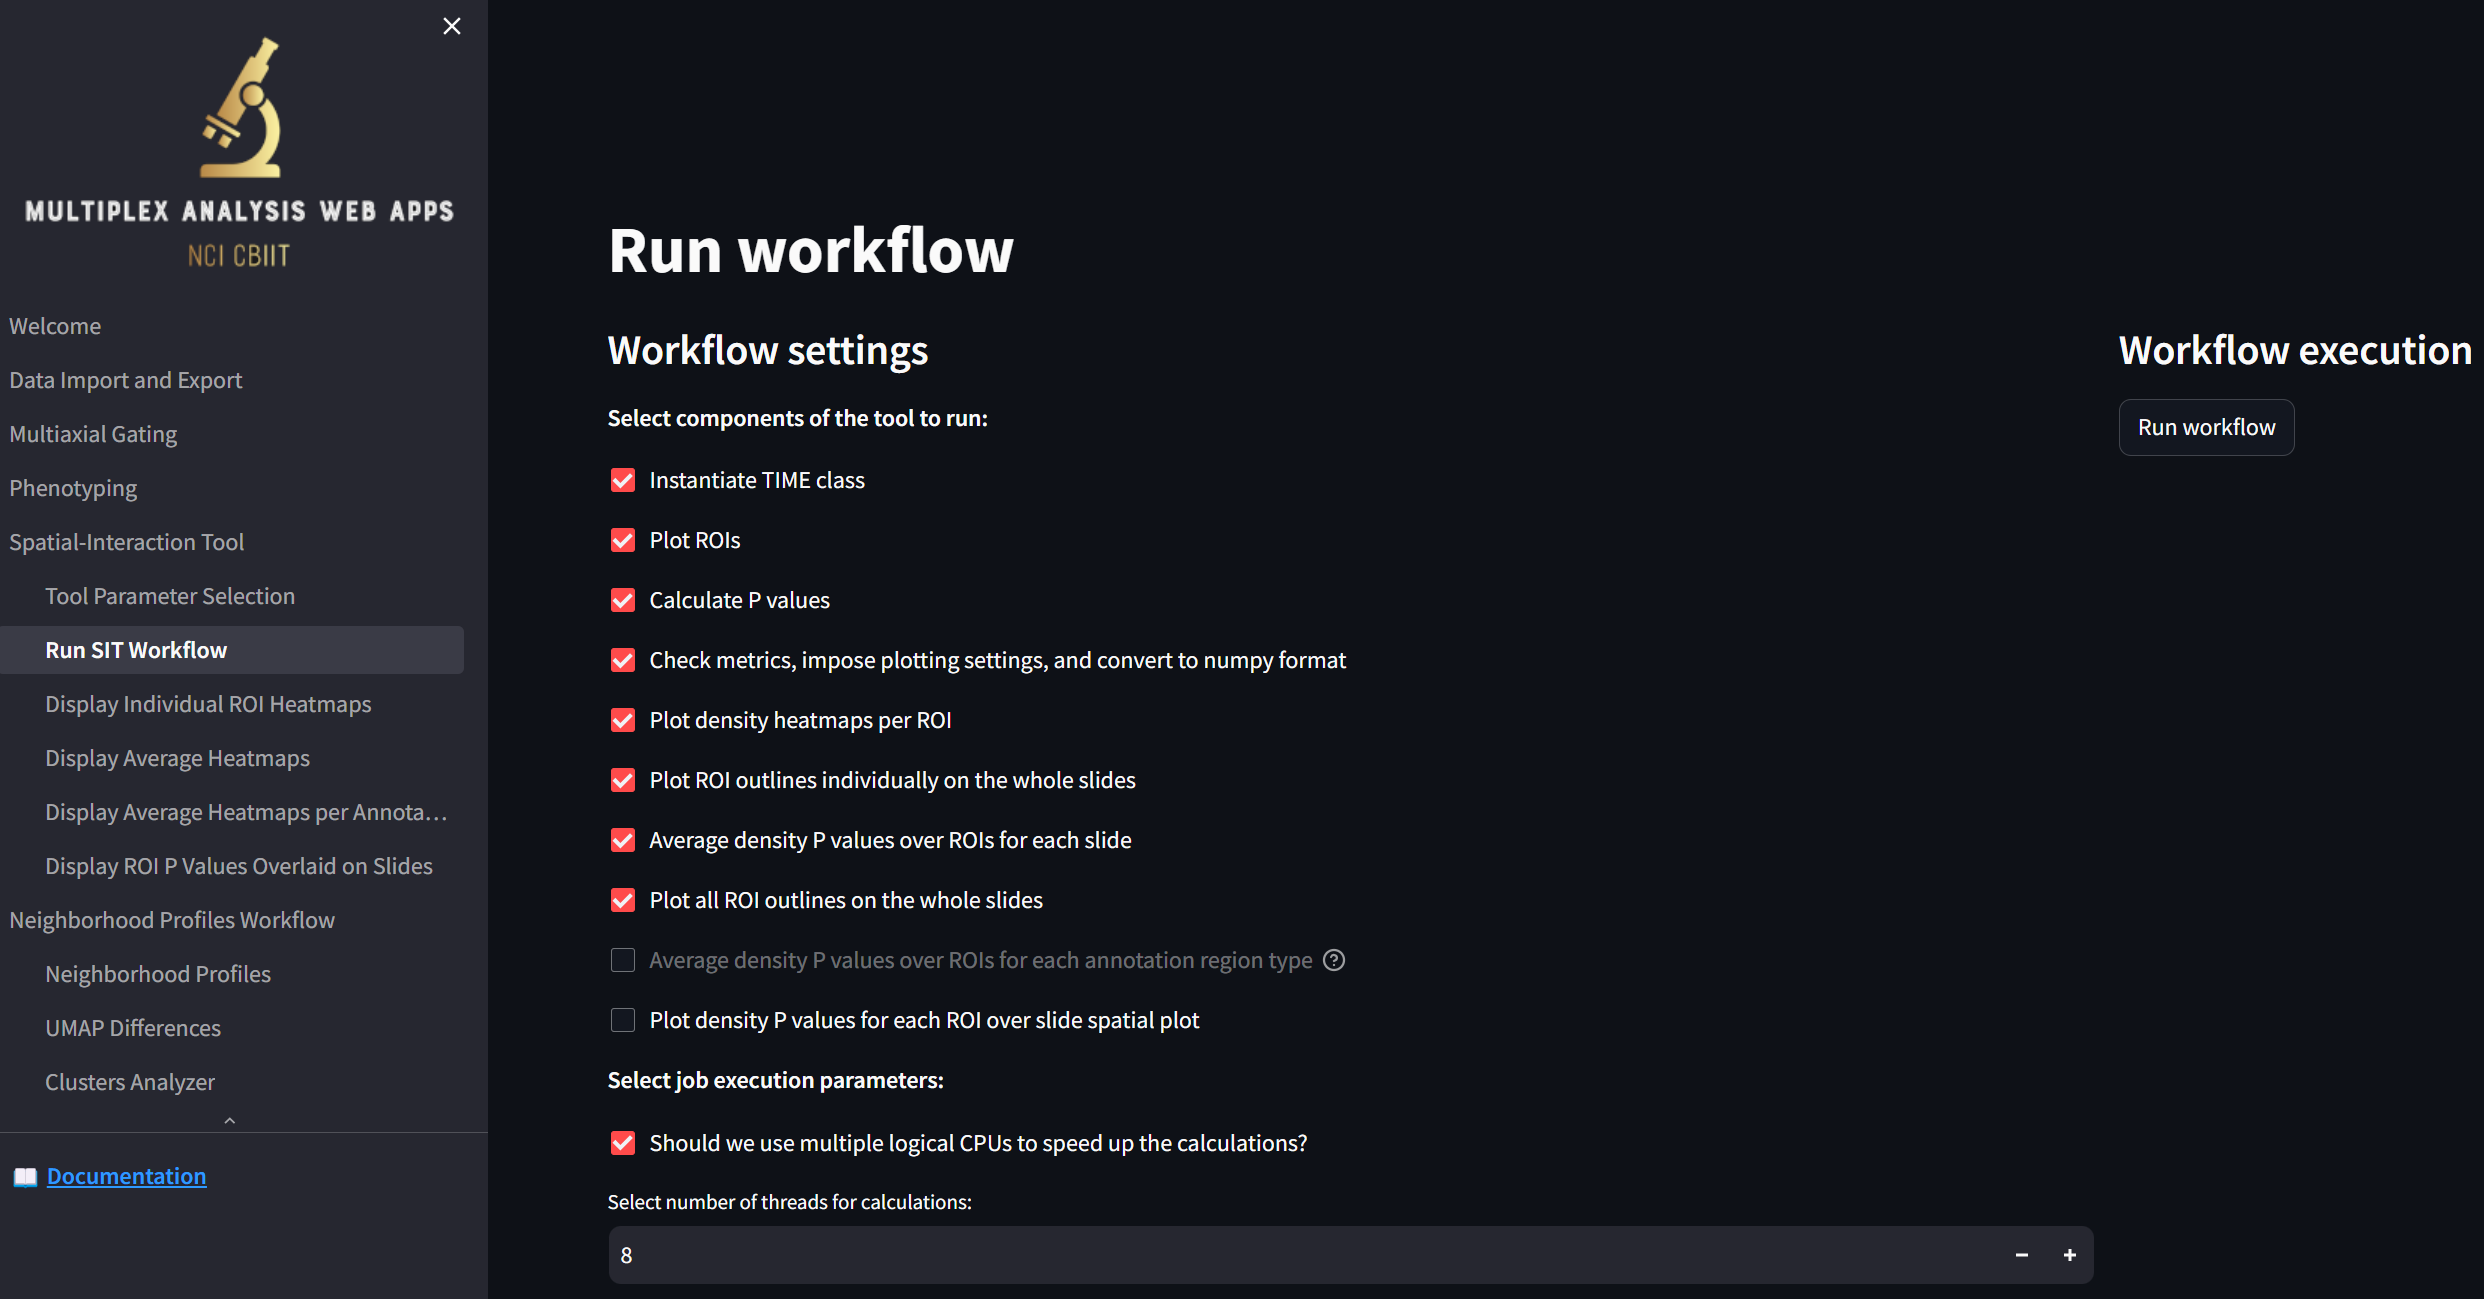 MULTIPLEX ANALYSIS WEB APPS
NCI CBIIT
Welcome
Data Import and Export
Multiaxial Gating
Phenotyping
Spatial-Interaction Tool
Tool Parameter Selection
Run SIT Workflow
Display Individual ROI Heatmaps
Display Average Heatmaps
Display Average Heatmaps per Annota...
Display ROI P Values Overlaid on Slides
Neighborhood Profiles Workflow
Neighborhood Profiles
UMAP Differences
Clusters Analyzer
Documentation
Run workflow
Workflow settings
Select components of the tool to run:
Instantiate TIME class
Plot ROIs
Calculate P values
Check metrics, impose plotting settings, and convert to numpy format
Plot density heatmaps per ROI
Plot ROI outlines individually on the whole slides
Average density P values over ROIs for each slide
Plot all ROI outlines on the whole slides
Average density P values over ROIs for each annotation region type
Plot density P values for each ROI over slide spatial plot
Select job execution parameters:
Should we use multiple logical CPUs to speed up the calculations?
Select number of threads for calculations:
8
Workflow execution
Run workflow